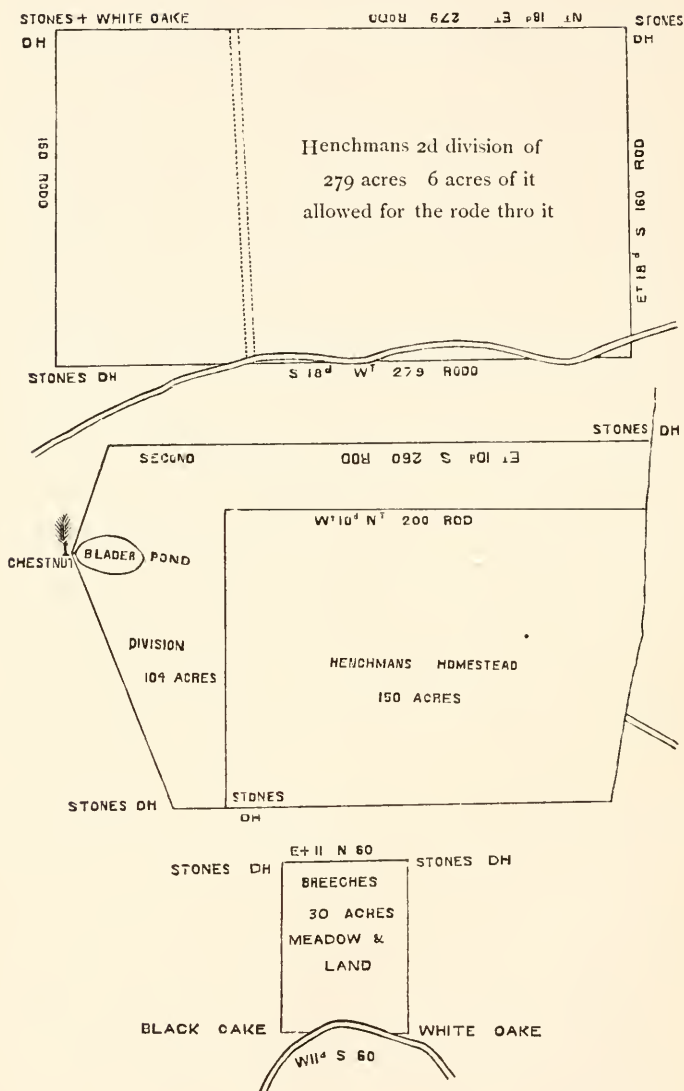 STONES + WHITE OAKE
NT 18d ET 279 RODD
STONES
DH
DH
160 RODD
Henchmans 2d division of
279 acres 6 acres of it
allowed for the rode thro it
ET 18d S 160 ROD
STONES DH
S 18d WT 279 RODD
STONES DH
SECOND
ET 10d S 260 ROD
WT 10d NT 200 ROD
CHESTNUT
BLADER POND
DIVISION
104 ACRES
HENCHMANS HOMESTEAD
150 ACRES
STONES DH
STONES
DH
E+ 11 N 60
STONES DH
STONES DH
BREECHES
30 ACRES
MEADOW &
LAND
BLACK OAKE
WHITE OAKE
W11d S 60